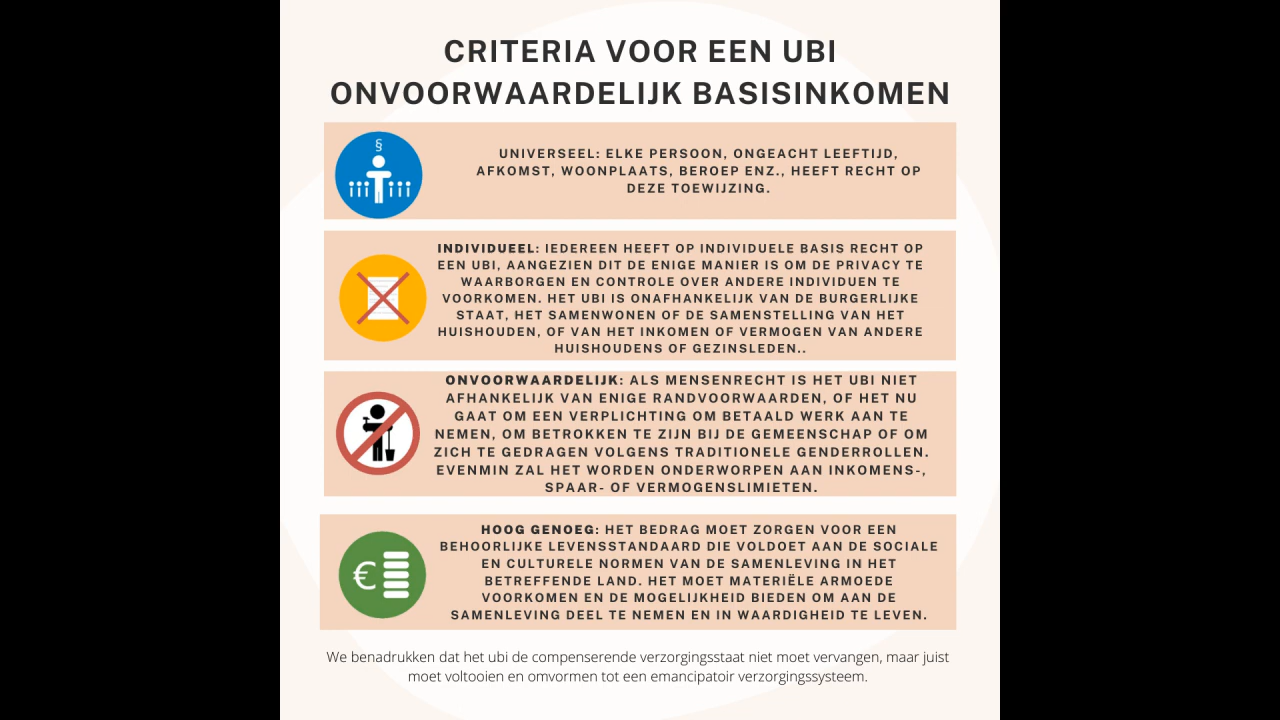 CRITERIA VOOR EEN UBI
ONVOORWAARDELIJK BASISINKOMEN
§
UNIVERSEEL: ELKE PERSOON, ONGEACHT LEEFTIJD,
AFKOMST, WOONPLAATS, BEROEP ENZ., HEEFT RECHT OP
DEZE TOEWIJZING.
INDIVIDUEEL: IEDEREEN HEEFT OP INDIVIDUELE BASIS RECHT OP
EEN UBI, AANGEZIEN DIT DE ENIGE MANIER IS OM DE PRIVACY TE
WAARBORGEN EN CONTROLE OVER ANDERE INDIVIDUEN TE
VOORKOMEN. HET UBI IS ONAFHANKELIJK VAN DE BURGERLIJKE
STAAT, HET SAMENWONEN OF DE SAMENSTELLING VAN HET
HUISHOUDEN, OF VAN HET INKOMEN OF VERMOGEN VAN ANDERE
HUISHOUDENS OF GEZINSLEDEN..
ONVOORWAARDELIJK: ALS MENSENRECHT IS HET UBI NIET
AFHANKELIJK VAN ENIGE RANDVOORWAARDEN, OF HET NU
GAAT OM EEN VERPLICHTING OM BETAALD WERK AAN TE
NEMEN, OM BETROKKEN TE ZIJN BIJ DE GEMEENSCHAP OF OM
ZICH TE GEDRAGEN VOLGENS TRADITIONELE GENDERROLLEN.
EVENMIN ZAL HET WORDEN ONDERWORPEN AAN INKOMENS-,
SPAAR- OF VERMOGENSLIMIETEN.
€
HOOG GENOEG: HET BEDRAG MOET ZORGEN VOOR EEN
BEHOORLIJKE LEVENSSTANDAARD DIE VOLDOET AAN DE SOCIALE
EN CULTURELE NORMEN VAN DE SAMENLEVING IN HET
BETREFFENDE LAND. HET MOET MATERIËLE ARMOEDE
VOORKOMEN EN DE MOGELIJKHEID BIEDEN OM AAN DE
SAMENLEVING DEEL TE NEMEN EN IN WAARDIGHEID TE LEVEN.
We benadrukken dat het ubi de compenserende verzorgingsstaat niet moet vervangen, maar juist
moet voltooien en omvormen tot een emancipatoir verzorgingssysteem.